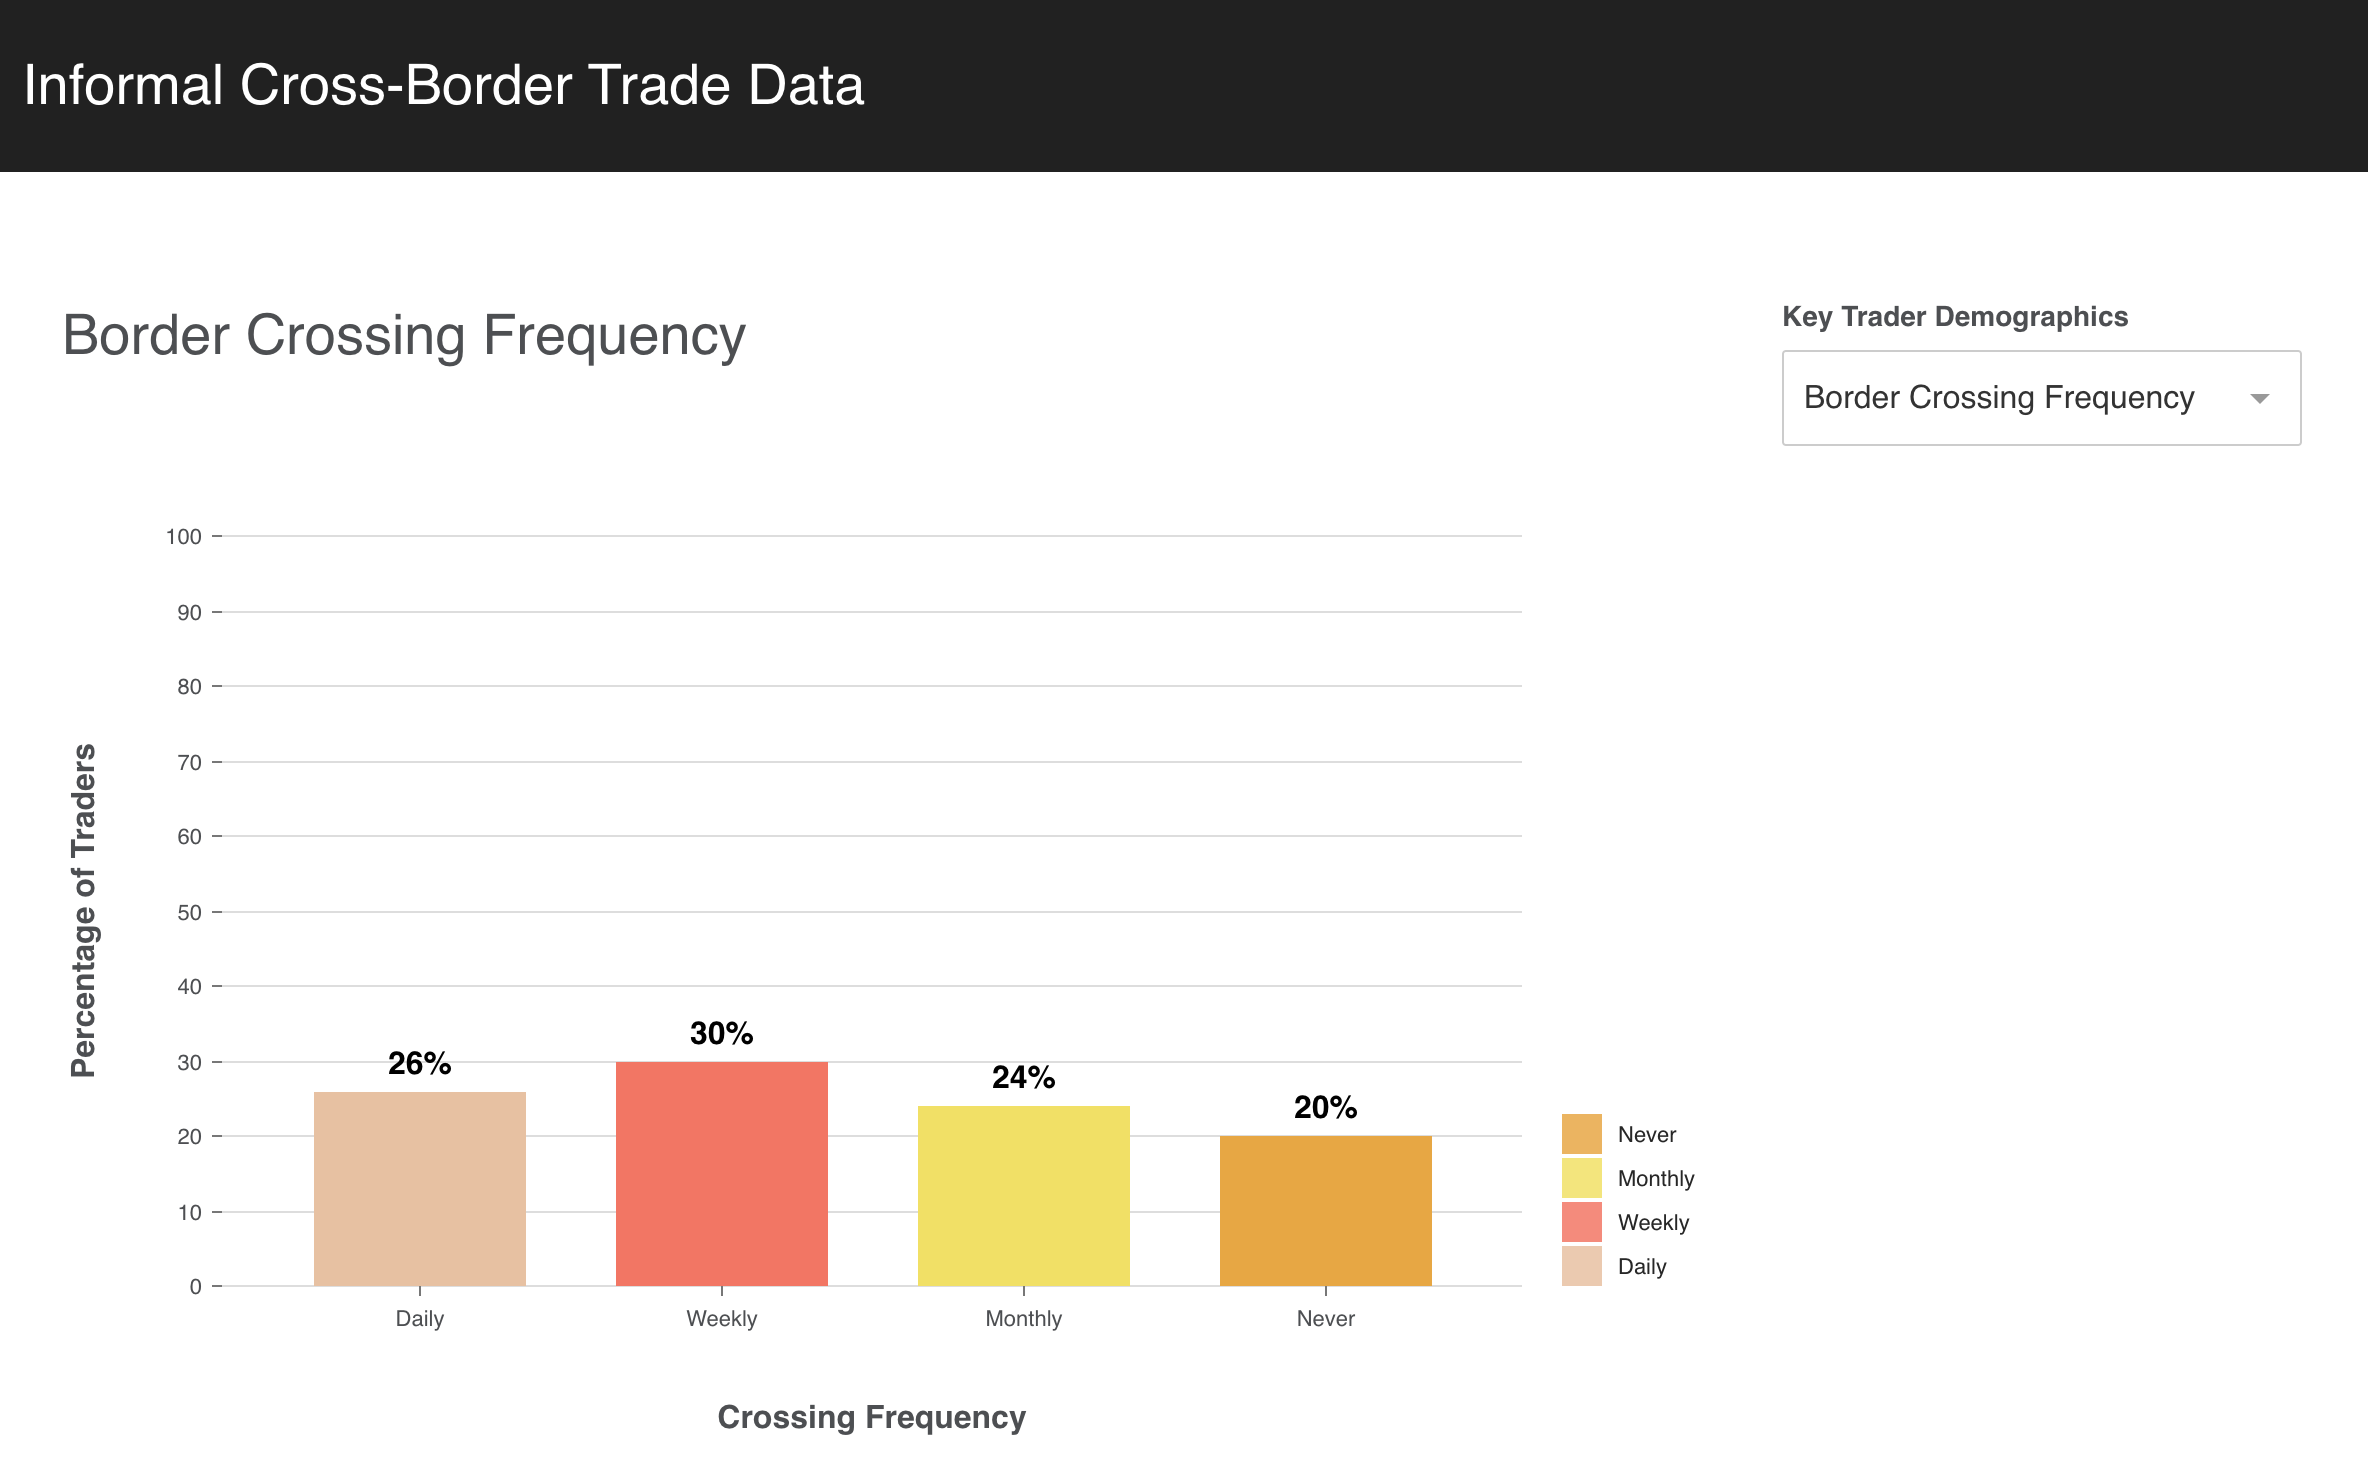 Informal Cross-Border Trade Data
Border Crossing Frequency
Key Trader Demographics
Border Crossing Frequency
Percentage of Traders
100
90
80
70
60
50
40
30
20
10
0
26%
30%
24%
20%
Daily
Weekly
Monthly
Never
Crossing Frequency
Never
Monthly
Weekly
Daily